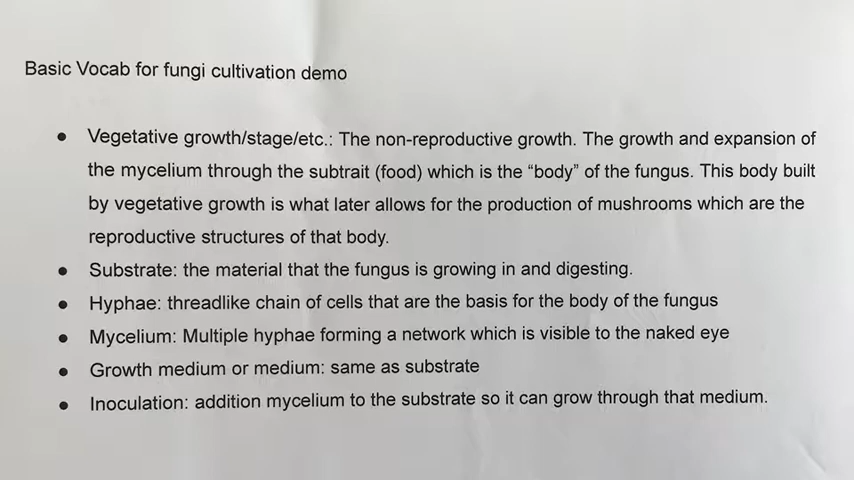 Basic Vocab for fungi cultivation demo
● Vegetative growth/stage/etc.: The non-reproductive growth. The growth and expansion of
the mycelium through the subtrait (food) which is the “body” of the fungus. This body built
by vegetative growth is what later allows for the production of mushrooms which are the
reproductive structures of that body.
● Substrate: the material that the fungus is growing in and digesting.
● Hyphae: threadlike chain of cells that are the basis for the body of the fungus
● Mycelium: Multiple hyphae forming a network which is visible to the naked eye
● Growth medium or medium: same as substrate
● Inoculation: addition mycelium to the substrate so it can grow through that medium.